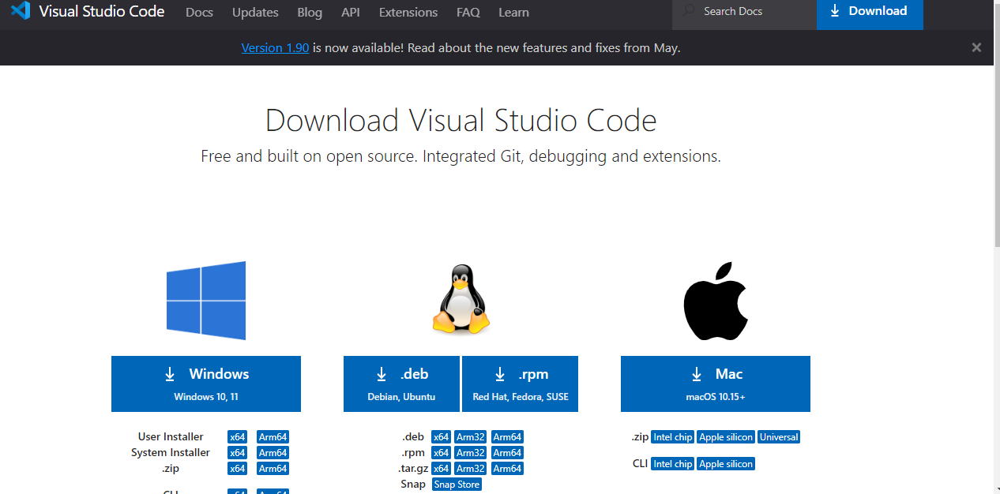 Visual Studio Code Docs Updates Blog API Extensions FAQ Learn Search Docs Download
Version 1.90 is now available! Read about the new features and fixes from May.
Download Visual Studio Code
Free and built on open source. Integrated Git, debugging and extensions.
Windows
Windows 10, 11
.deb
Debian, Ubuntu
.rpm
Red Hat, Fedora, SUSE
Mac
macOS 10.15+
User Installer x64 Arm64
System Installer x64 Arm64
.zip x64 Arm64
CLI x64 Arm64
.deb x64 Arm32 Arm64
.rpm x64 Arm32 Arm64
.tar.gz x64 Arm32 Arm64
Snap Snap Store
.zip Intel chip Apple silicon Universal
CLI Intel chip Apple silicon